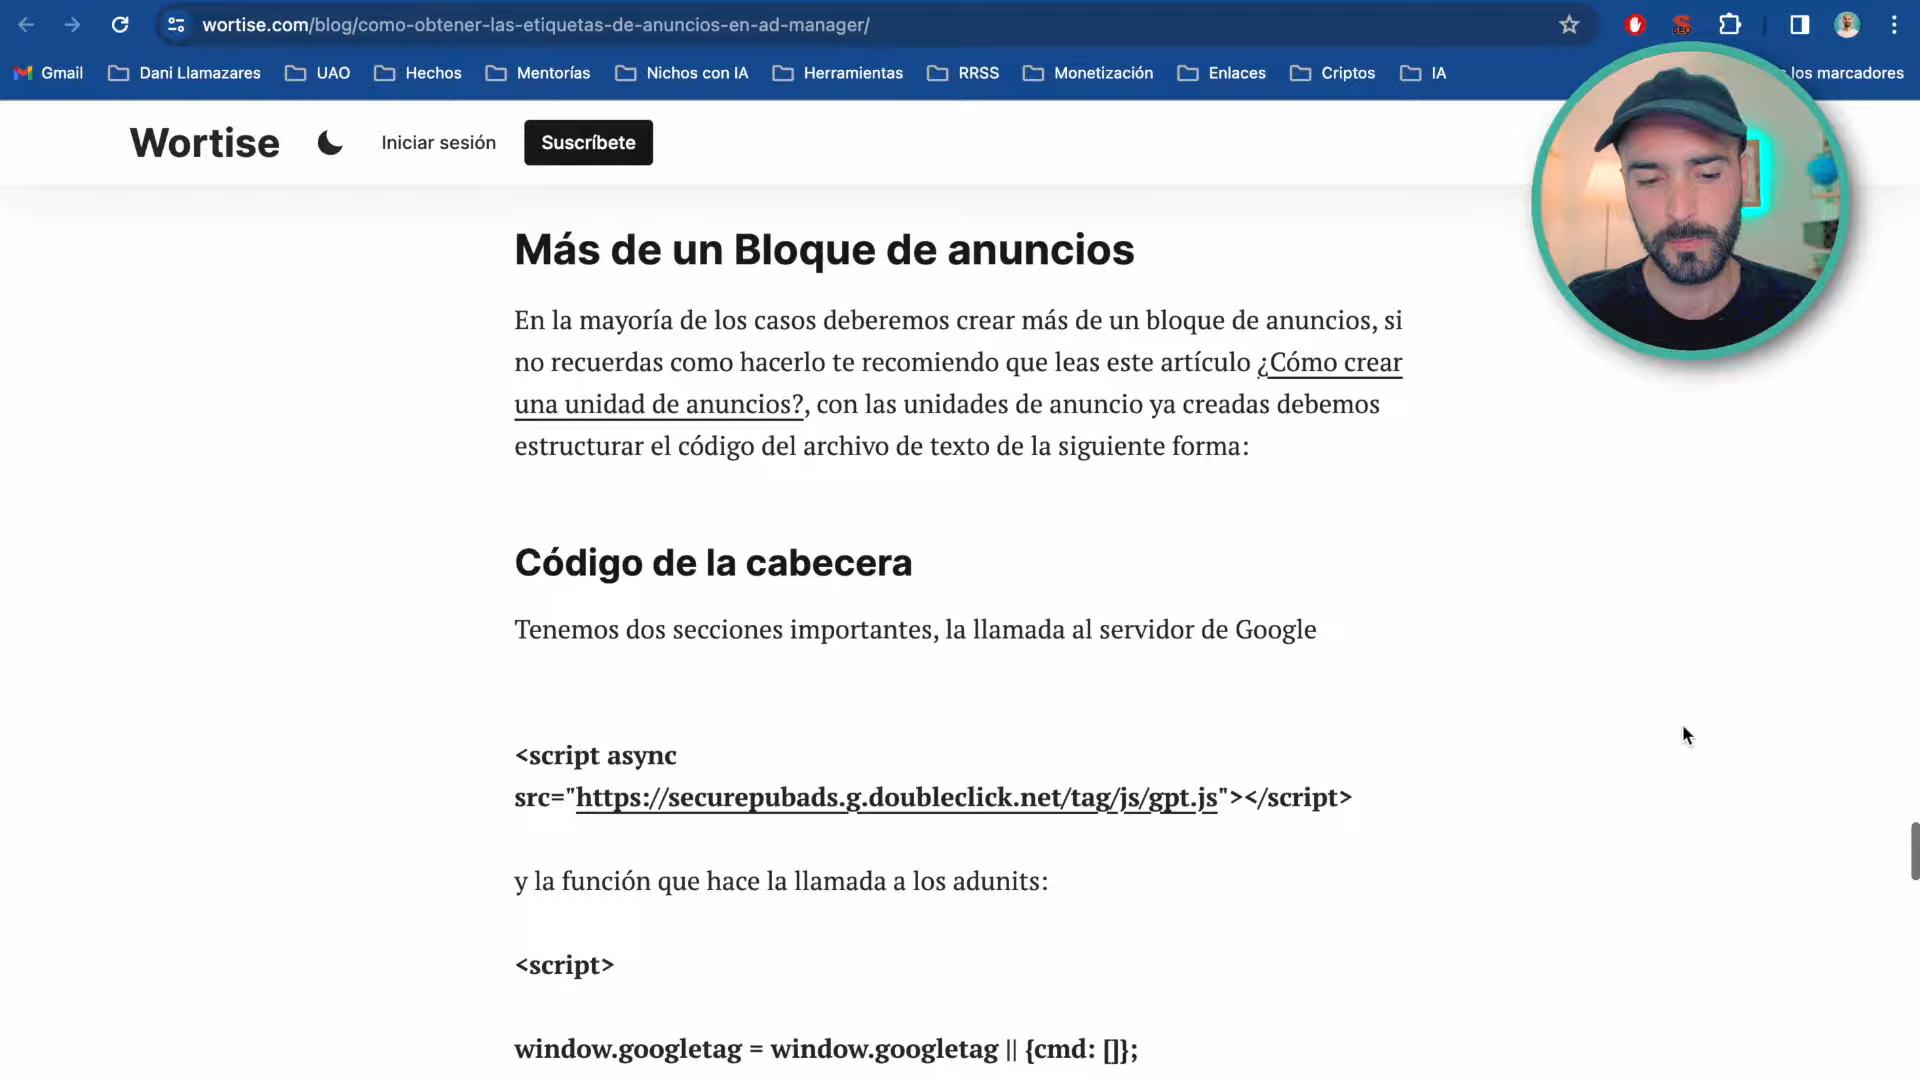 wortise.com/blog/como-obtener-las-etiquetas-de-anuncios-en-ad-manager/
SEO
Gmail Dani Llamazares UAO Hechos Mentorías Nichos con IA Herramientas RRSS Monetización Enlaces Criptos IA los marcadores
Wortise Iniciar sesión Suscríbete
Más de un Bloque de anuncios
En la mayoría de los casos deberemos crear más de un bloque de anuncios, si
no recuerdas como hacerlo te recomiendo que leas este artículo ¿Cómo crear
una unidad de anuncios?, con las unidades de anuncio ya creadas debemos
estructurar el código del archivo de texto de la siguiente forma:
Código de la cabecera
Tenemos dos secciones importantes, la llamada al servidor de Google
<script async
src="https://securepubads.g.doubleclick.net/tag/js/gpt.js"></script>
y la función que hace la llamada a los adunits:
<script>
window.googletag = window.googletag || {cmd: []};